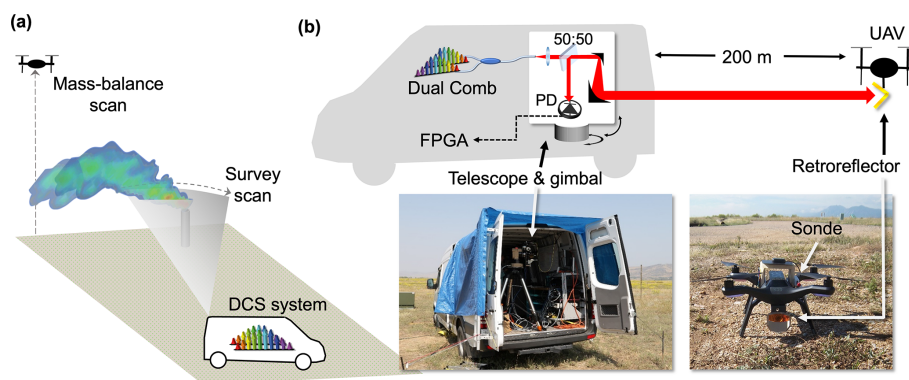 (a)
Mass-balance
scan
Survey
scan
DCS system
(b)
50:50
Dual Comb
PD
FPGA
200 m
UAV
Telescope & gimbal
Retroreflector
Sonde